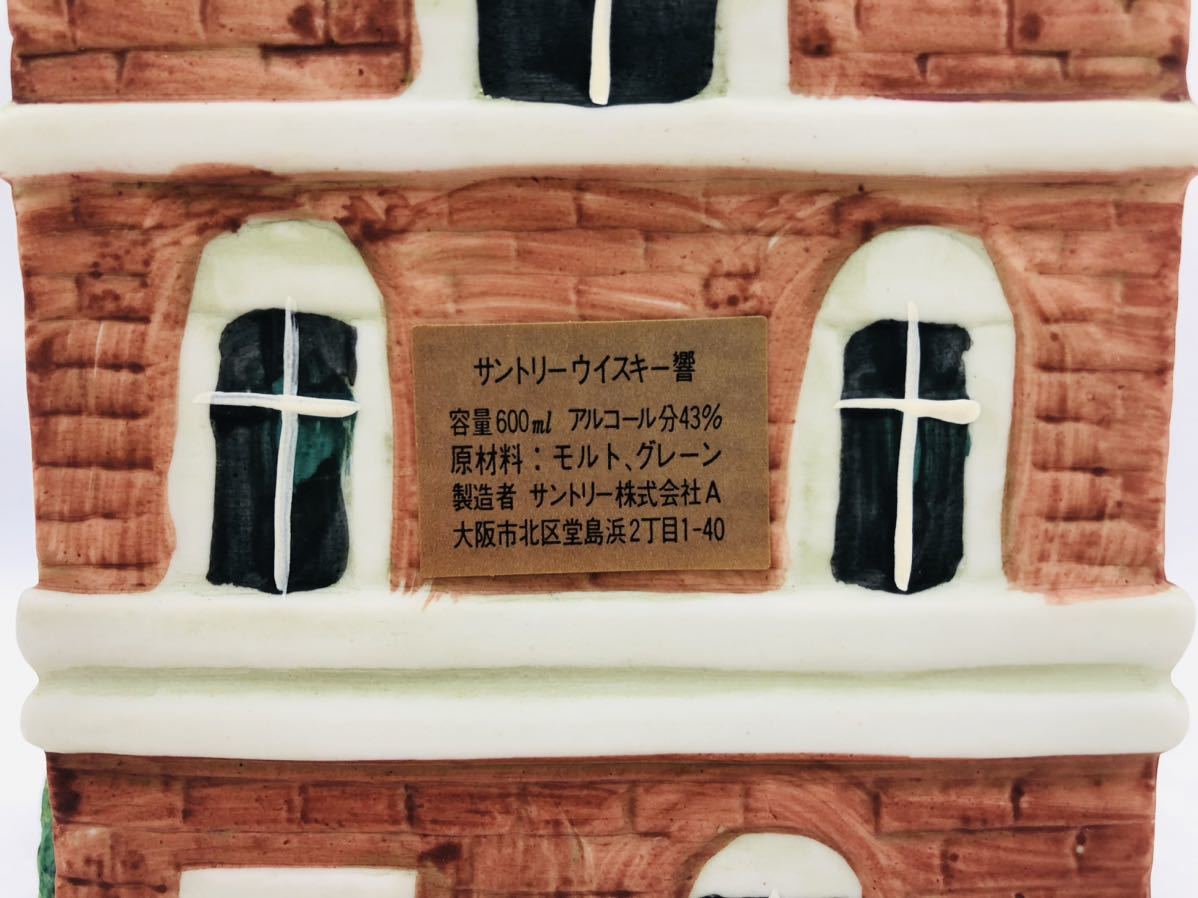 サントリーウイスキー響
容量600ml アルコール分43%
原材料：モルト、グレーン
製造者 サントリー株式会社A
大阪市北区堂島浜2丁目1-40